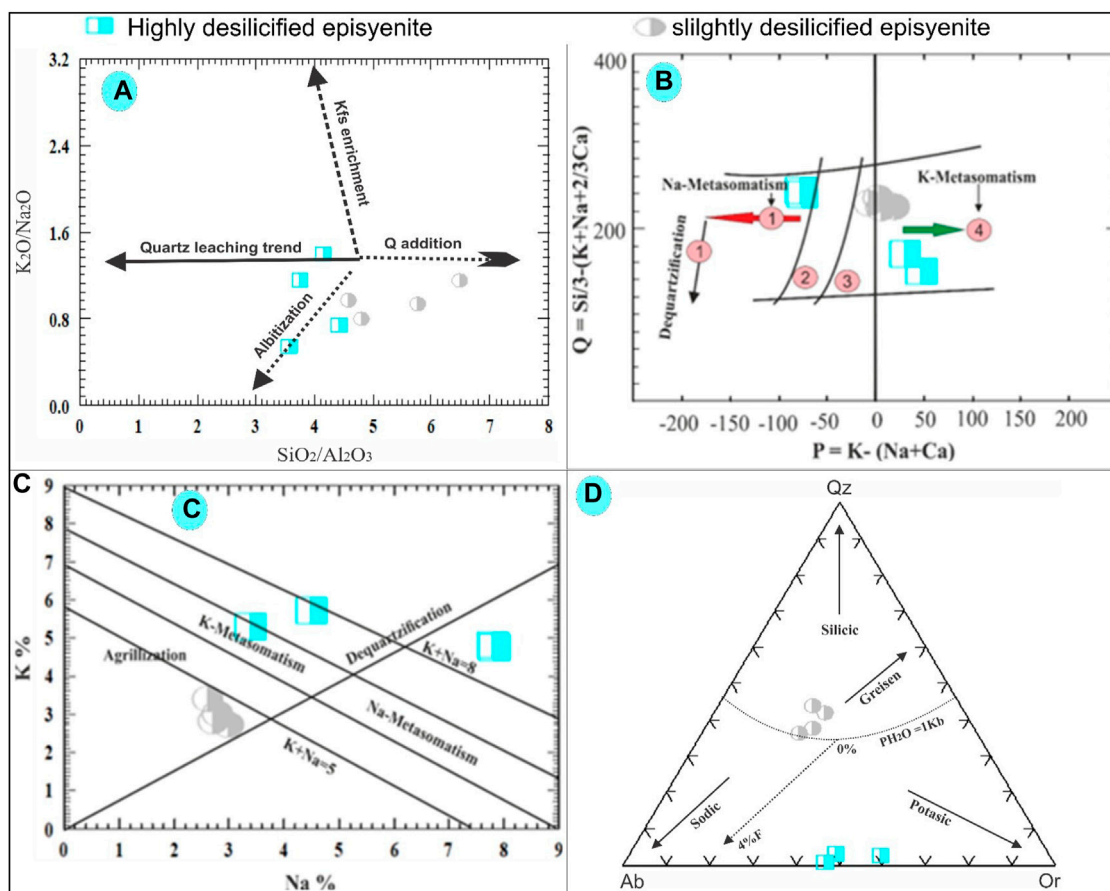 Highly desilicified episyenite
sliIghtly desilicified episyenite
A
3.2
2.4
1.6
0.8
0.0
K2O/Na2O
Kfs enrichment
Quartz leaching trend
Q addition
Albitization
0 1 2 3 4 5 6 7 8
SiO2/Al2O3
B
400
200
Q = Si/3-(K+Na+2/3Ca)
Na-Metasomatism
K-Metasomatism
1
4
1
2
3
Dequartzification
-200 -150 -100 -50 0 50 100 150 200
P = K- (Na+Ca)
C
C
9
8
7
6
5
4
3
2
1
0
K %
Agrillization
K-Metasomatism
Dequartzification
K+Na=8
Na-Metasomatism
K+Na=5
0 1 2 3 4 5 6 7 8 9
Na %
D
Qz
Silicic
Greisen
PH2O =1Kb
0%
Sodic
4%F
Potasic
Ab
Or